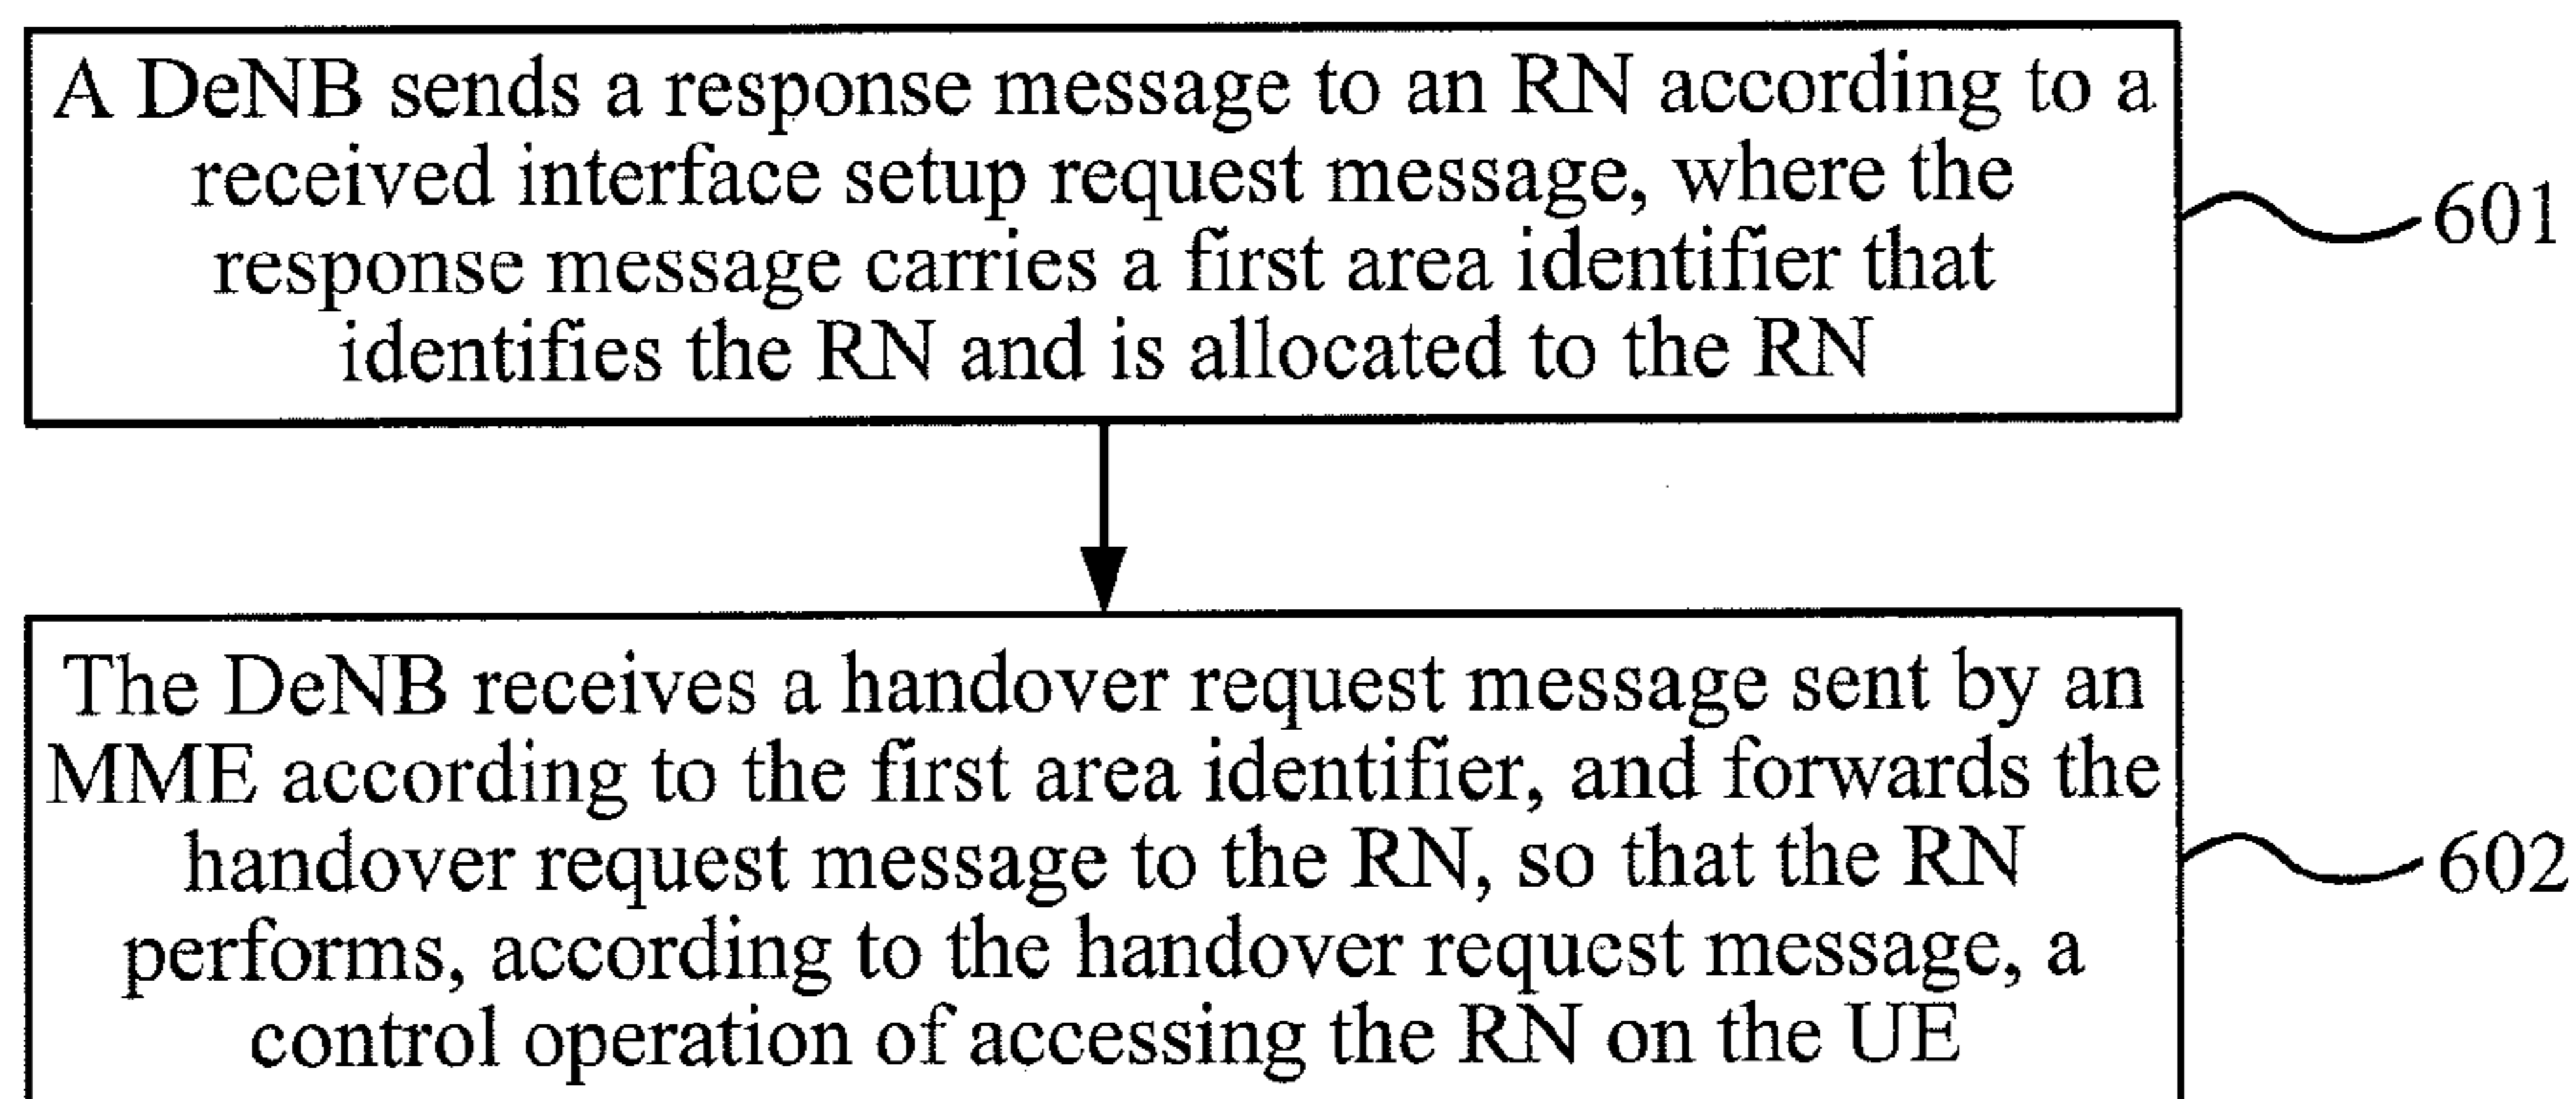 A DeNB sends a response message to an RN according to a
received interface setup request message, where the
response message carries a first area identifier that
identifies the RN and is allocated to the RN
601
The DeNB receives a handover request message sent by an
MME according to the first area identifier, and forwards the
handover request message to the RN, so that the RN
performs, according to the handover request message, a
control operation of accessing the RN on the UE
602